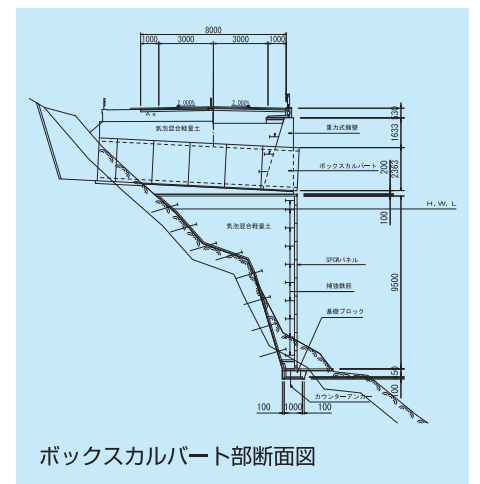 8000
1000 3000 3000 1000
2.000% 2.000%
As
気泡混合軽量土
重力式擁壁
1633
ボックスカルバート
200
2363
100
H.W.L
気泡混合軽量土
SPCWパネル
補強鉄筋
9500
基礎ブロック
カウンターアンカー
100 1000 100
ボックスカルバート部断面図